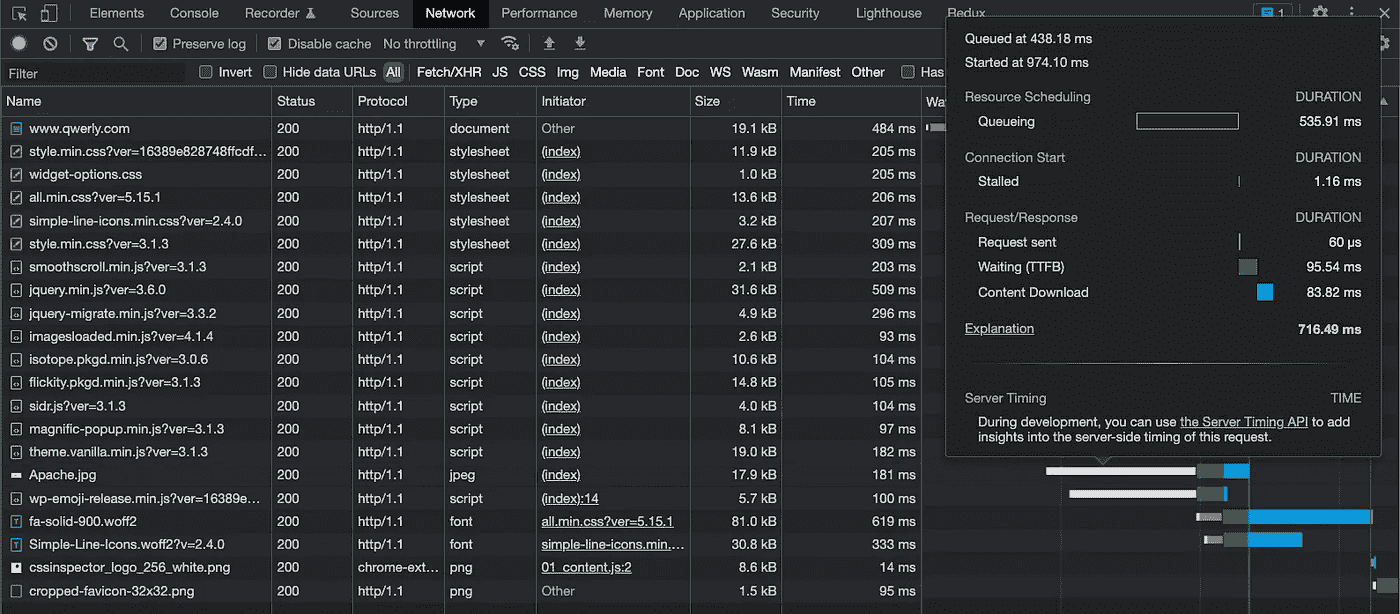 Elements Console Recorder Sources Network Performance Memory Application Security Lighthouse Redux 1
Preserve log Disable cache No throttling
Filter Invert Hide data URLs All Fetch/XHR JS CSS Img Media Font Doc WS Wasm Manifest Other Has
Name Status Protocol Type Initiator Size Time Wa
www.qwerly.com 200 http/1.1 document Other 19.1 kB 484 ms
style.min.css?ver=16389e828748ffcdf... 200 http/1.1 stylesheet (index) 11.9 kB 205 ms
widget-options.css 200 http/1.1 stylesheet (index) 1.0 kB 205 ms
all.min.css?ver=5.15.1 200 http/1.1 stylesheet (index) 13.6 kB 206 ms
simple-line-icons.min.css?ver=2.4.0 200 http/1.1 stylesheet (index) 3.2 kB 207 ms
style.min.css?ver=3.1.3 200 http/1.1 stylesheet (index) 27.6 kB 309 ms
smoothscroll.min.js?ver=3.1.3 200 http/1.1 script (index) 2.1 kB 203 ms
jquery.min.js?ver=3.6.0 200 http/1.1 script (index) 31.6 kB 509 ms
jquery-migrate.min.js?ver=3.3.2 200 http/1.1 script (index) 4.9 kB 296 ms
imagesloaded.min.js?ver=4.1.4 200 http/1.1 script (index) 2.6 kB 93 ms
isotope.pkgd.min.js?ver=3.0.6 200 http/1.1 script (index) 10.6 kB 104 ms
flickity.pkgd.min.js?ver=3.1.3 200 http/1.1 script (index) 14.8 kB 105 ms
sidr.js?ver=3.1.3 200 http/1.1 script (index) 4.0 kB 104 ms
magnific-popup.min.js?ver=3.1.3 200 http/1.1 script (index) 8.1 kB 97 ms
theme.vanilla.min.js?ver=3.1.3 200 http/1.1 script (index) 19.0 kB 182 ms
Apache.jpg 200 http/1.1 jpeg (index) 17.9 kB 181 ms
wp-emoji-release.min.js?ver=16389e... 200 http/1.1 script (index):14 5.7 kB 100 ms
fa-solid-900.woff2 200 http/1.1 font all.min.css?ver=5.15.1 81.0 kB 619 ms
Simple-Line-Icons.woff2?v=2.4.0 200 http/1.1 font simple-line-icons.min.... 30.8 kB 333 ms
cssinspector_logo_256_white.png 200 chrome-ext... png 01_content.js:2 8.6 kB 14 ms
cropped-favicon-32x32.png 200 http/1.1 png Other 1.5 kB 95 ms
Queued at 438.18 ms
Started at 974.10 ms
Resource Scheduling DURATION
Queueing 535.91 ms
Connection Start DURATION
Stalled 1.16 ms
Request/Response DURATION
Request sent 60 μs
Waiting (TTFB) 95.54 ms
Content Download 83.82 ms
Explanation 716.49 ms
Server Timing TIME
During development, you can use the Server Timing API to add
insights into the server-side timing of this request.